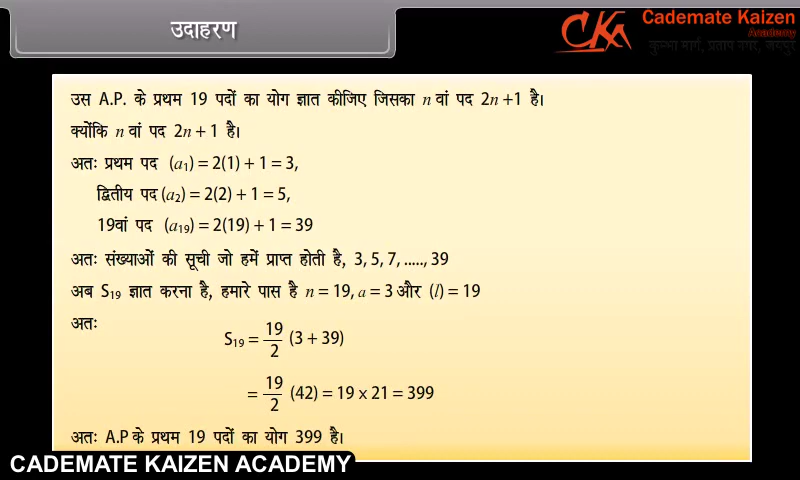 उदाहरण
Cademate Kaizen
Academy
कुम्भा मार्ग, प्रताप नगर, जयपुर
उस A.P. के प्रथम 19 पदों का योग ज्ञात कीजिए जिसका n वां पद 2n +1 है।
क्योंकि n वां पद 2n + 1 है।
अतः प्रथम पद (a₁) = 2(1) + 1 = 3,
द्वितीय पद (a₂) = 2(2) + 1 = 5,
19वां पद (a₁₉) = 2(19) + 1 = 39
अतः संख्याओं की सूची जो हमें प्राप्त होती है, 3, 5, 7, ....., 39
अब S₁₉ ज्ञात करना है, हमारे पास है n = 19, a = 3 और (l) = 19
अतः
S₁₉ = 19/2 (3 + 39)
= 19/2 (42) = 19 x 21 = 399
अतः A.P के प्रथम 19 पदों का योग 399 है।
CADEMATE KAIZEN ACADEMY